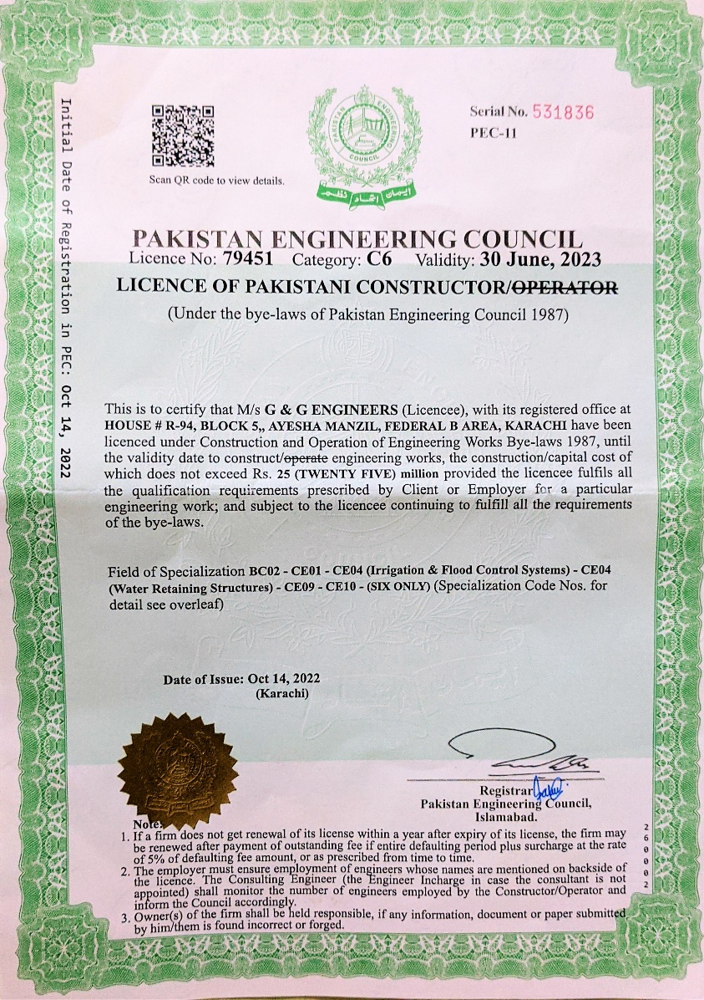 Initial Date of Registration in PEC: Oct 14, 2022
Scan QR code to view details.
PAKISTAN ENGINEERING
COUNCIL
ایمان اتحاد نظم
Serial No. 531836
PEC-11
PAKISTAN ENGINEERING COUNCIL
Licence No: 79451 Category: C6 Validity: 30 June, 2023
LICENCE OF PAKISTANI CONSTRUCTOR/OPERATOR
(Under the bye-laws of Pakistan Engineering Council 1987)
This is to certify that M/s G & G ENGINEERS (Licencee), with its registered office at
HOUSE # R-94, BLOCK 5,, AYESHA MANZIL, FEDERAL B AREA, KARACHI have been
licenced under Construction and Operation of Engineering Works Bye-laws 1987, until
the validity date to construct/operate engineering works, the construction/capital cost of
which does not exceed Rs. 25 (TWENTY FIVE) million provided the licencee fulfils all
the qualification requirements prescribed by Client or Employer for a particular
engineering work; and subject to the licencee continuing to fulfill all the requirements
of the bye-laws.
Field of Specialization BC02 - CE01 - CE04 (Irrigation & Flood Control Systems) - CE04
(Water Retaining Structures) - CE09 - CE10 - (SIX ONLY) (Specialization Code Nos. for
detail see overleaf)
Date of Issue: Oct 14, 2022
(Karachi)
Registrar
Pakistan Engineering Council,
Islamabad.
Note:
1. If a firm does not get renewal of its license within a year after expiry of its license, the firm may
be renewed after payment of outstanding fee if entire defaulting period plus surcharge at the rate
of 5% of defaulting fee amount, or as prescribed from time to time.
2. The employer must ensure employment of engineers whose names are mentioned on backside of
the licence. The Consulting Engineer (the Engineer Incharge in case the consultant is not
appointed) shall monitor the number of engineers employed by the Constructor/Operator and
inform the Council accordingly.
3. Owner(s) of the firm shall be held responsible, if any information, document or paper submitted
by him/them is found incorrect or forged.
26002